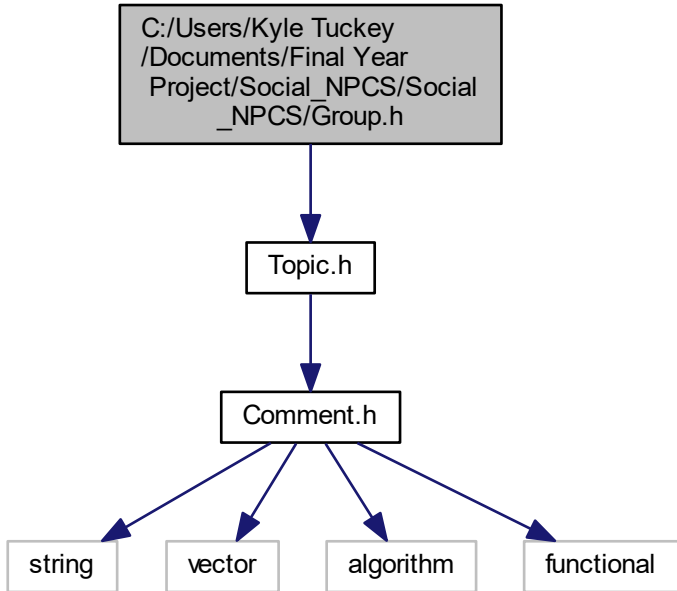 C:/Users/Kyle Tuckey
/Documents/Final Year
Project/Social_NPCS/Social
_NPCS/Group.h
Topic.h
Comment.h
string
vector
algorithm
functional